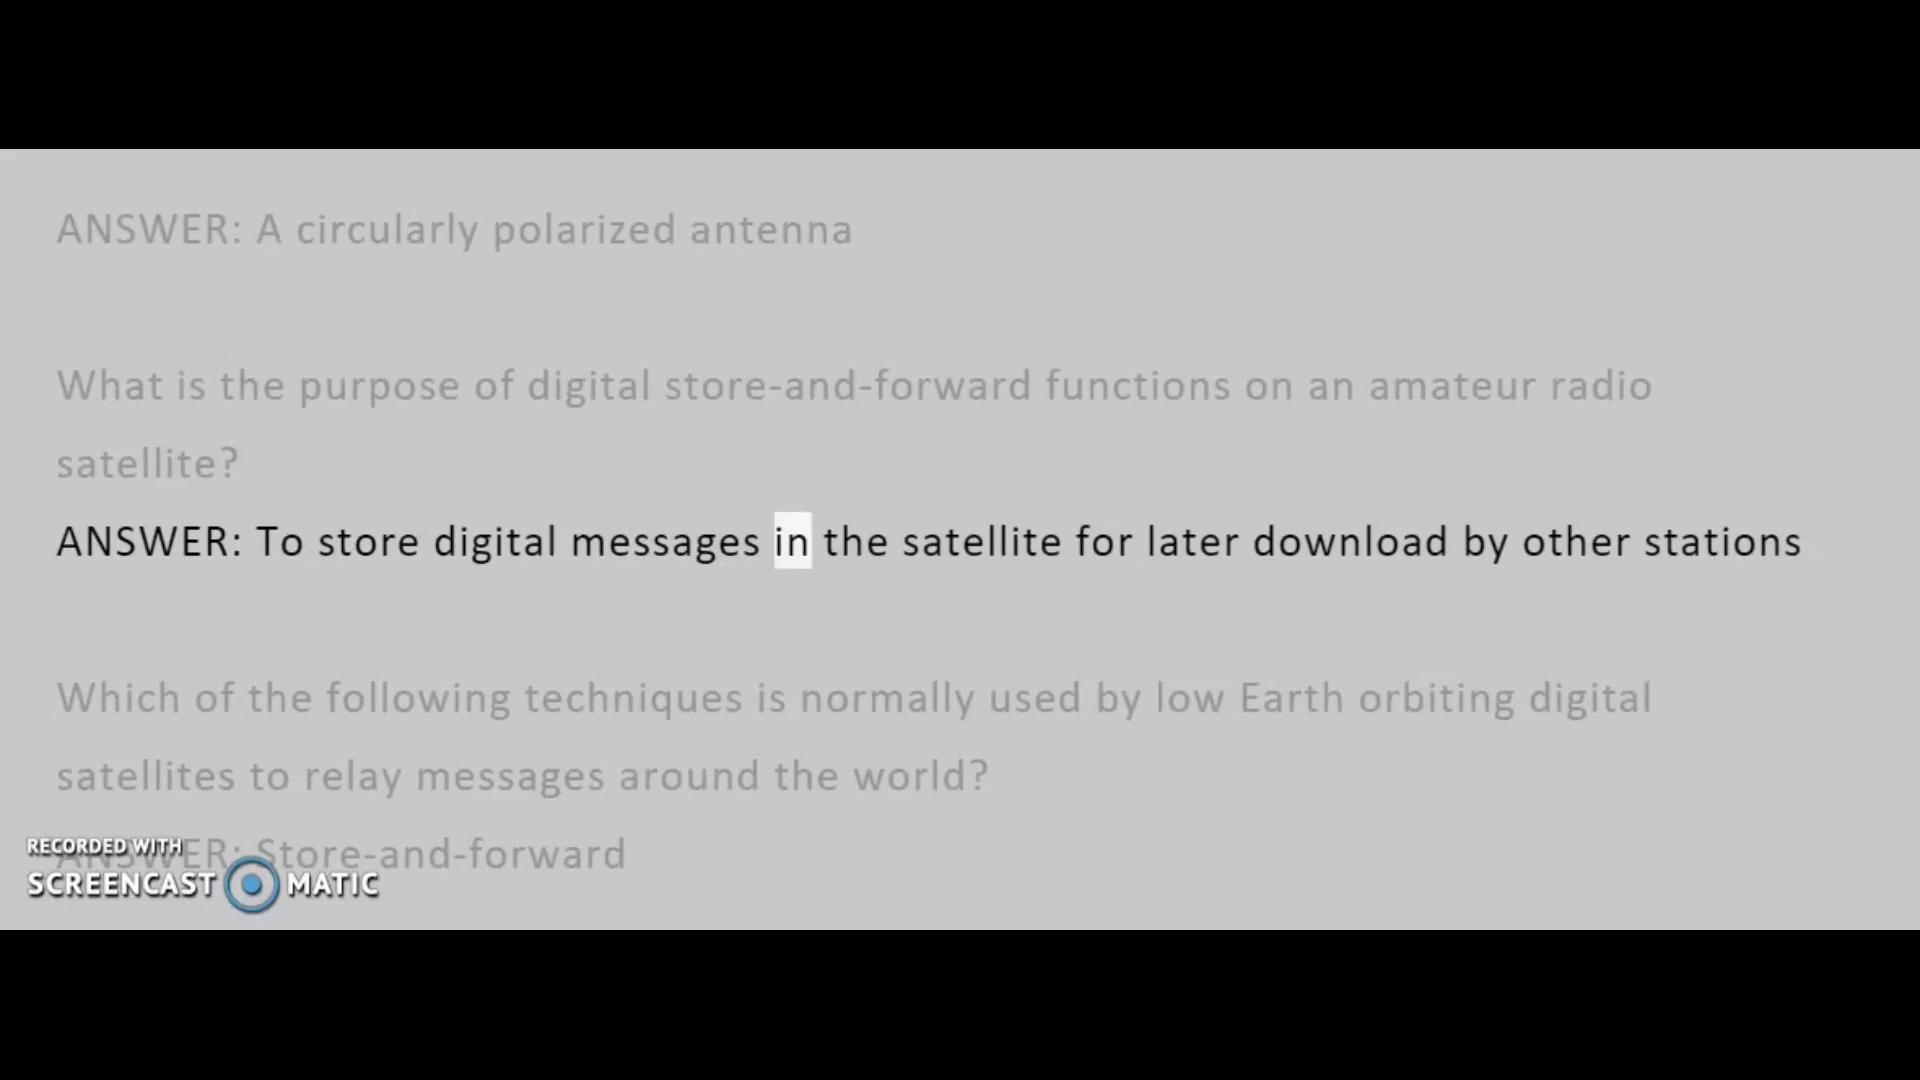 ANSWER: A circularly polarized antenna
What is the purpose of digital store-and-forward functions on an amateur radio
satellite?
ANSWER: To store digital messages in the satellite for later download by other stations
Which of the following techniques is normally used by low Earth orbiting digital
satellites to relay messages around the world?
ANSWER: Store-and-forward
RECORDED WITH
SCREENCAST MATIC